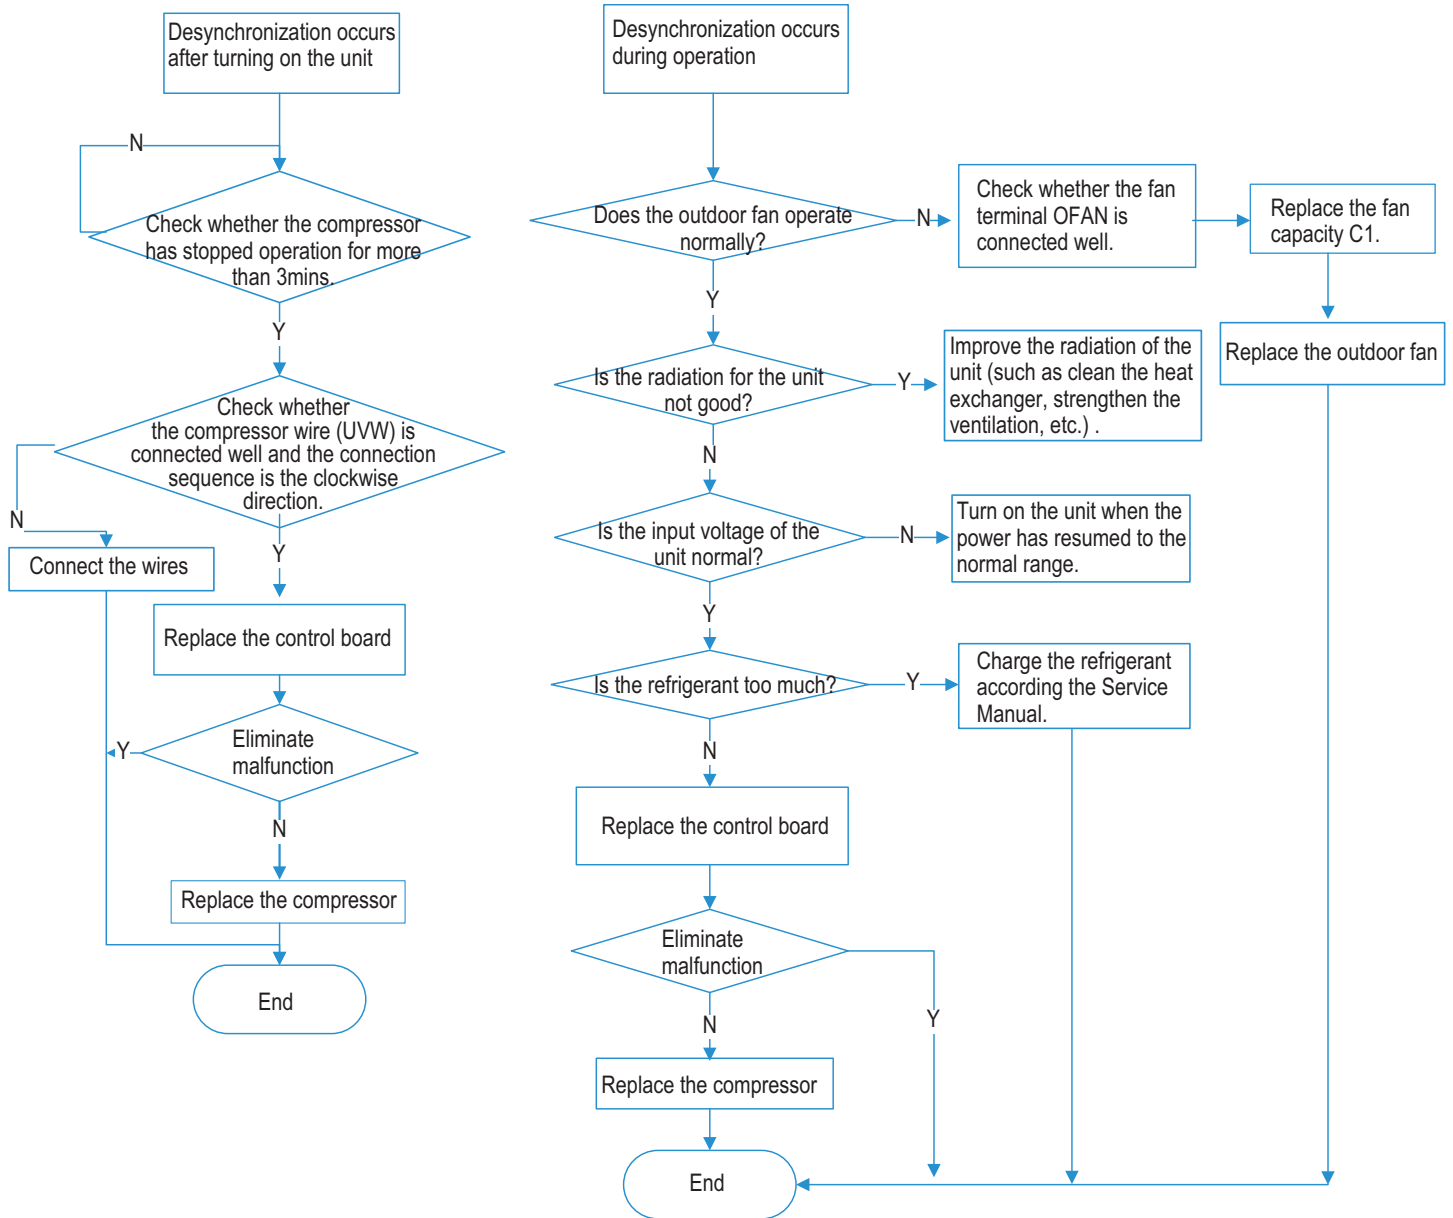 Desynchronization occurs
after turning on the unit
N
Check whether the compressor
has stopped operation for more
than 3mins.
Y
Check whether
the compressor wire (UVW) is
connected well and the connection
sequence is the clockwise
direction.
N
Y
Connect the wires
Replace the control board
Y
Eliminate
malfunction
N
Replace the compressor
End
Desynchronization occurs
during operation
Does the outdoor fan operate
normally?
N
Check whether the fan
terminal OFAN is
connected well.
Replace the fan
capacity C1.
Replace the outdoor fan
Y
Is the radiation for the unit
not good?
Y
Improve the radiation of the
unit (such as clean the heat
exchanger, strengthen the
ventilation, etc.) .
N
Is the input voltage of the
unit normal?
N
Turn on the unit when the
power has resumed to the
normal range.
Y
Is the refrigerant too much?
Y
Charge the refrigerant
according the Service
Manual.
N
Replace the control board
Eliminate
malfunction
Y
N
Replace the compressor
End